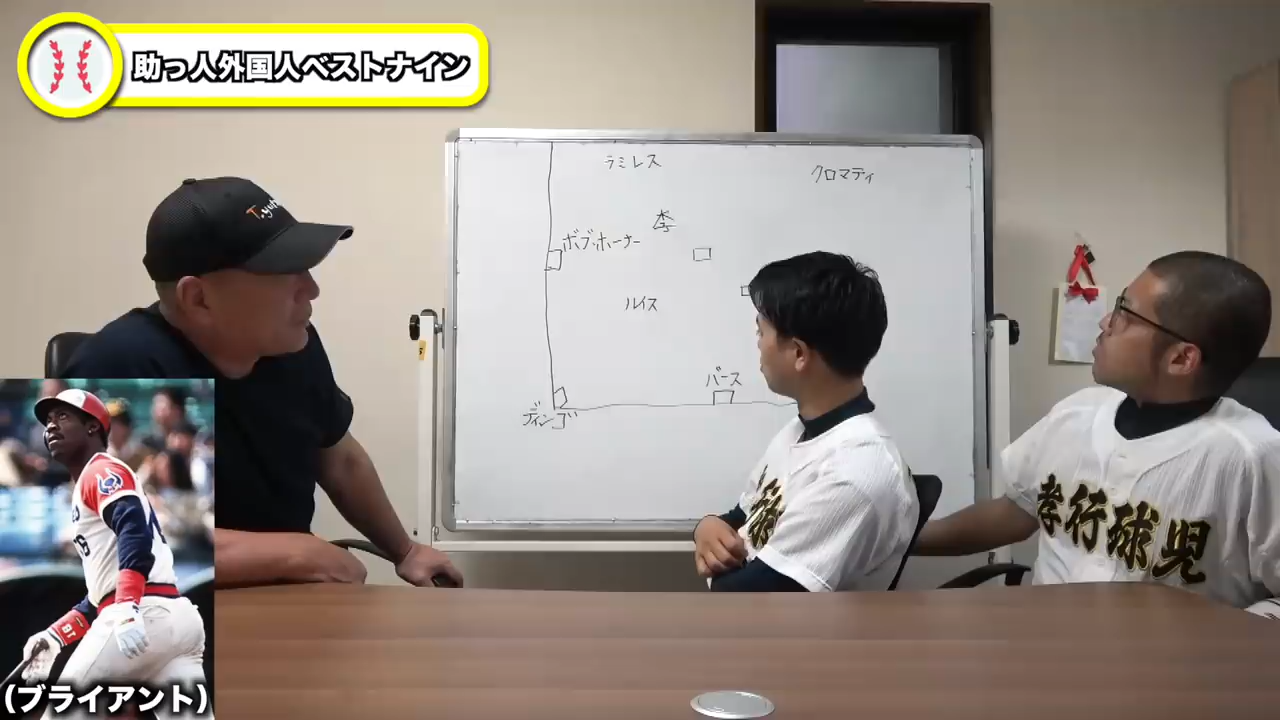 助っ人外国人ベストナイン
ラミレス
クロマティ
李
ボブ・ホーナー
ルイス
バース
ディンゴ
孝行球児
(ブライアント)